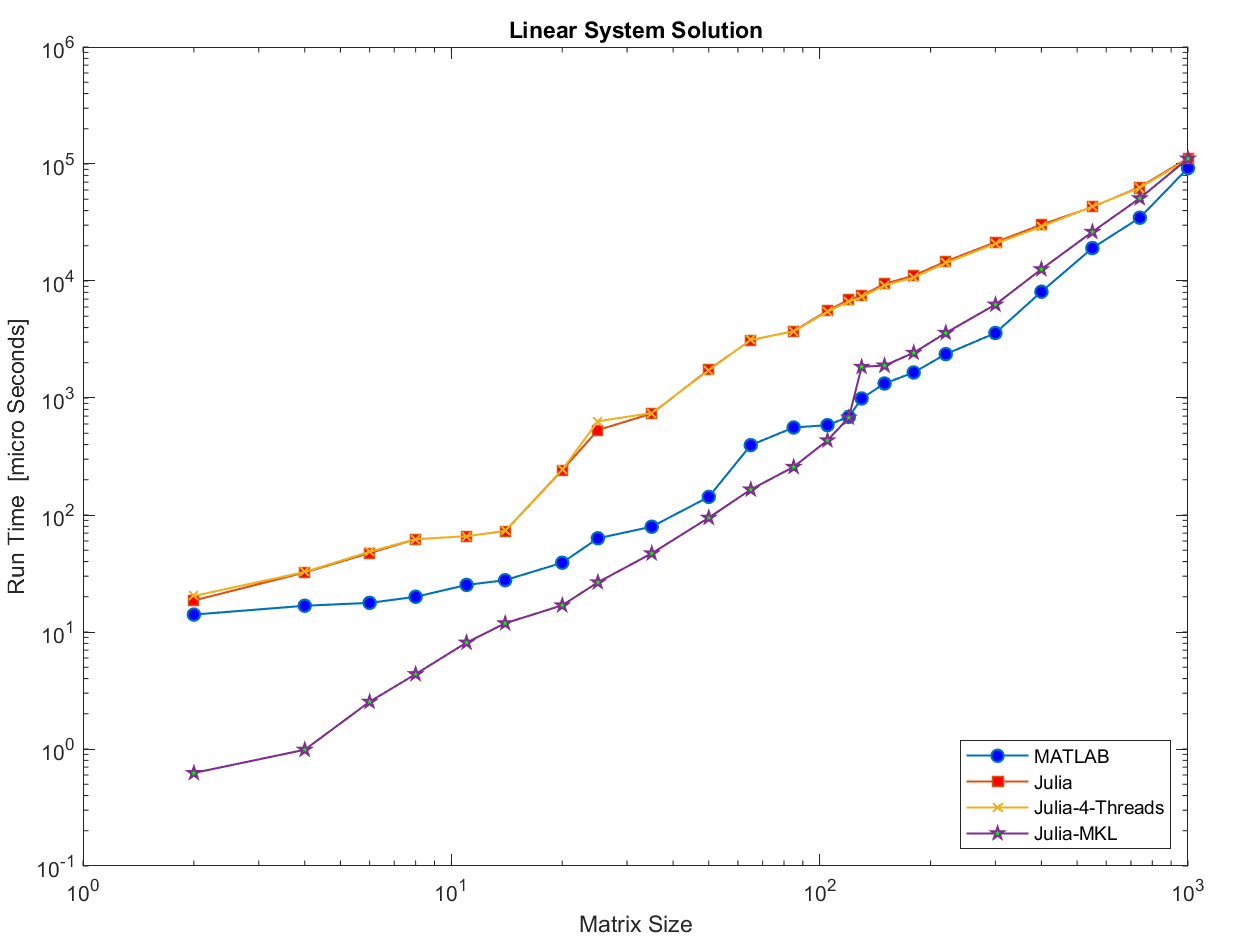 Linear System Solution
Run Time [micro Seconds]
10^6
10^5
10^4
10^3
10^2
10^1
10^0
10^-1
10^0 10^1 10^2 10^3
Matrix Size
MATLAB
Julia
Julia-4-Threads
Julia-MKL